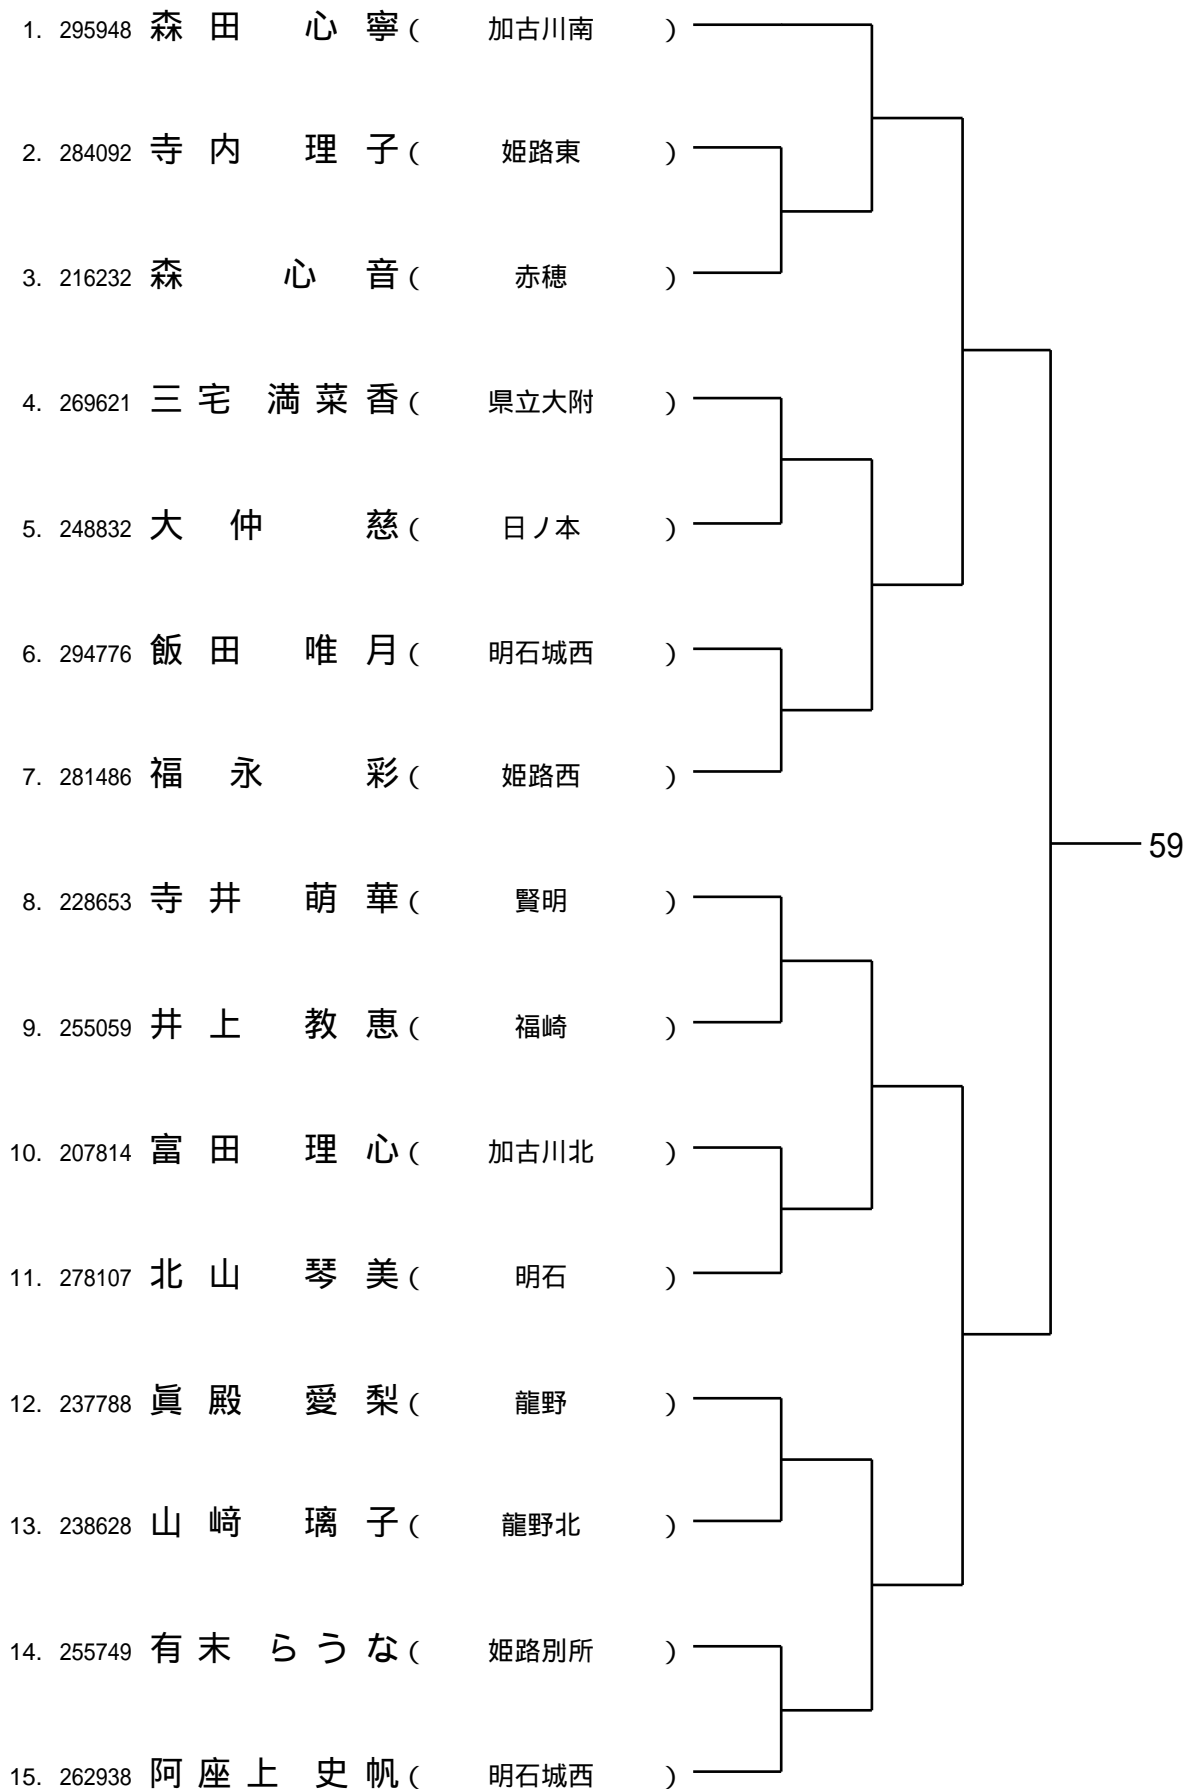 1. 295948 森田 心寧 ( 加古川南 )
2. 284092 寺内 理子 ( 姫路東 )
3. 216232 森 心音 ( 赤穂 )
4. 269621 三宅 満菜香 ( 県立大附 )
5. 248832 大仲 慈 ( 日ノ本 )
6. 294776 飯田 唯月 ( 明石城西 )
7. 281486 福永 彩 ( 姫路西 )
59
8. 228653 寺井 萌華 ( 賢明 )
9. 255059 井上 教恵 ( 福崎 )
10. 207814 富田 理心 ( 加古川北 )
11. 278107 北山 琴美 ( 明石 )
12. 237788 眞殿 愛梨 ( 龍野 )
13. 238628 山﨑 璃子 ( 龍野北 )
14. 255749 有末 らうな ( 姫路別所 )
15. 262938 阿座上 史帆 ( 明石城西 )